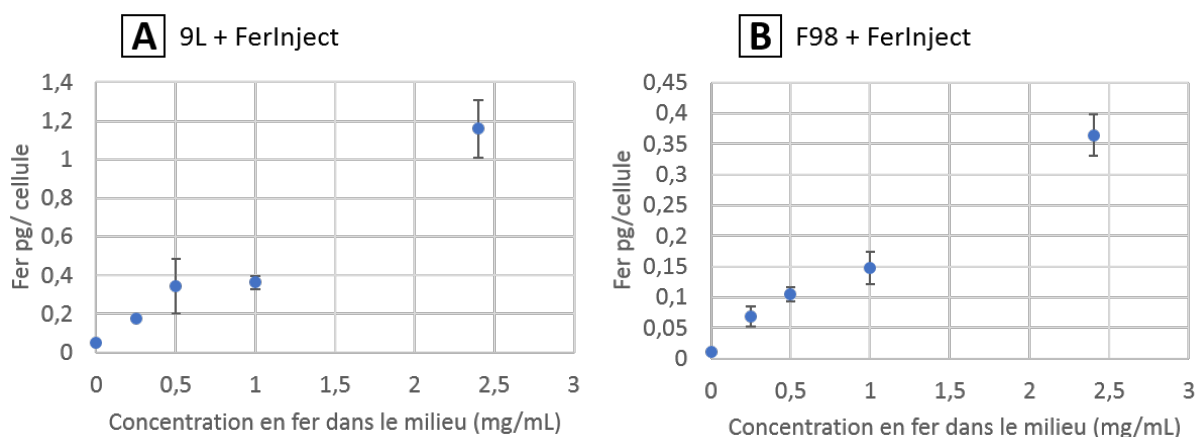 A 9L + FerInject
Fer pg/ cellule
1,4
1,2
1
0,8
0,6
0,4
0,2
0
0 0,5 1 1,5 2 2,5 3
Concentration en fer dans le milieu (mg/mL)
B F98 + FerInject
Fer pg/cellule
0,45
0,4
0,35
0,3
0,25
0,2
0,15
0,1
0,05
0
0 0,5 1 1,5 2 2,5 3
Concentration en fer dans le milieu (mg/mL)